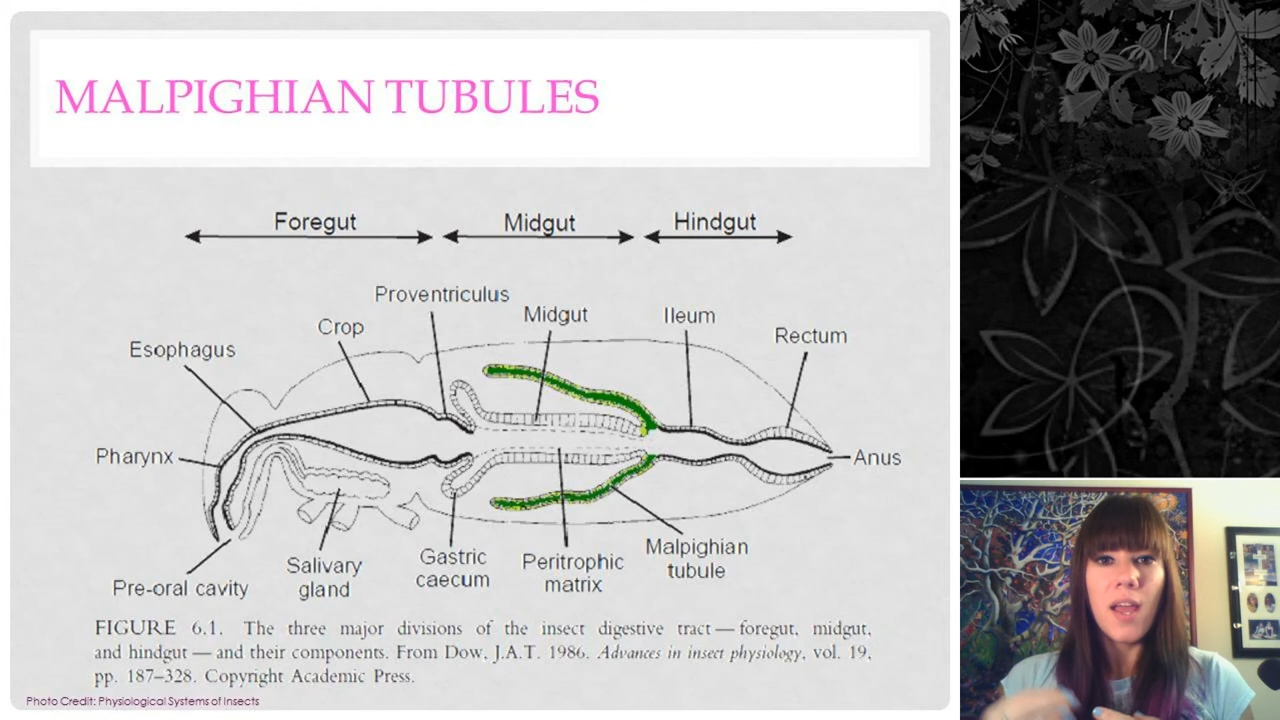 MALPIGHIAN TUBULES
Foregut
Midgut
Hindgut
Proventriculus
Midgut
Ileum
Crop
Rectum
Esophagus
Pharynx
Anus
Malpighian
tubule
Gastric
caecum
Peritrophic
matrix
Salivary
gland
Pre-oral cavity
FIGURE 6.1. The three major divisions of the insect digestive tract — foregut, midgut,
and hindgut — and their components. From Dow, J.A.T. 1986. Advances in insect physiology, vol. 19,
pp. 187–328. Copyright Academic Press.
Photo Credit: Physiological Systems of Insects